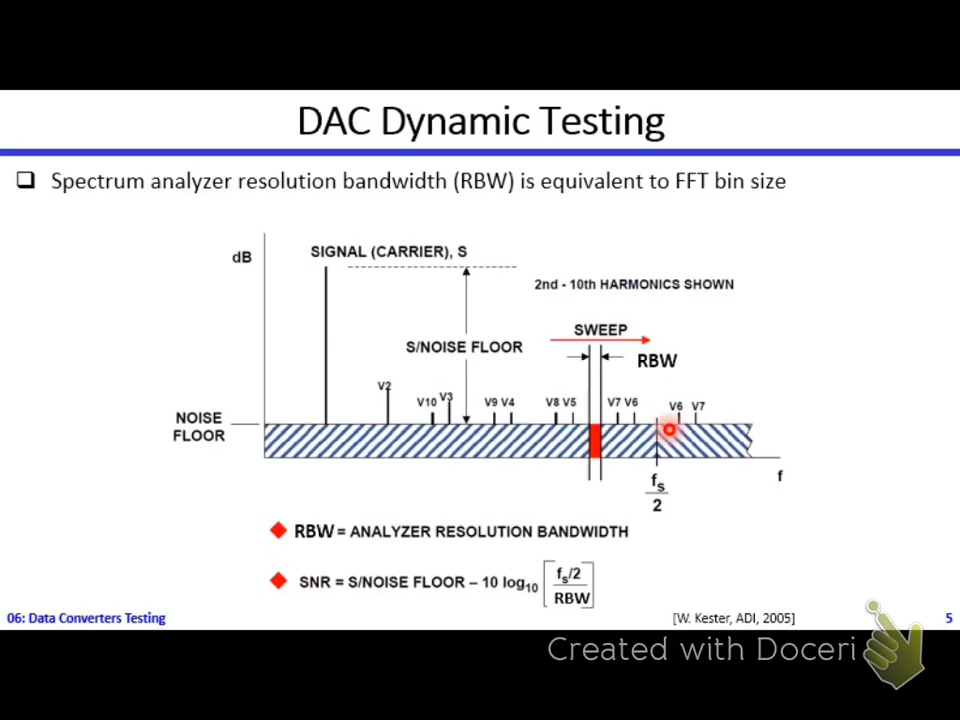 DAC Dynamic Testing
❑ Spectrum analyzer resolution bandwidth (RBW) is equivalent to FFT bin size
dB
SIGNAL (CARRIER), S
2nd - 10th HARMONICS SHOWN
SWEEP
S/NOISE FLOOR
RBW
V2
V10 V3
V9 V4
V8 V5
V7 V6
V6 V7
NOISE
FLOOR
f
fs
2
RBW = ANALYZER RESOLUTION BANDWIDTH
SNR = S/NOISE FLOOR – 10 log10 [fs/2
RBW]
06: Data Converters Testing
[W. Kester, ADI, 2005]
5
Created with Doceri